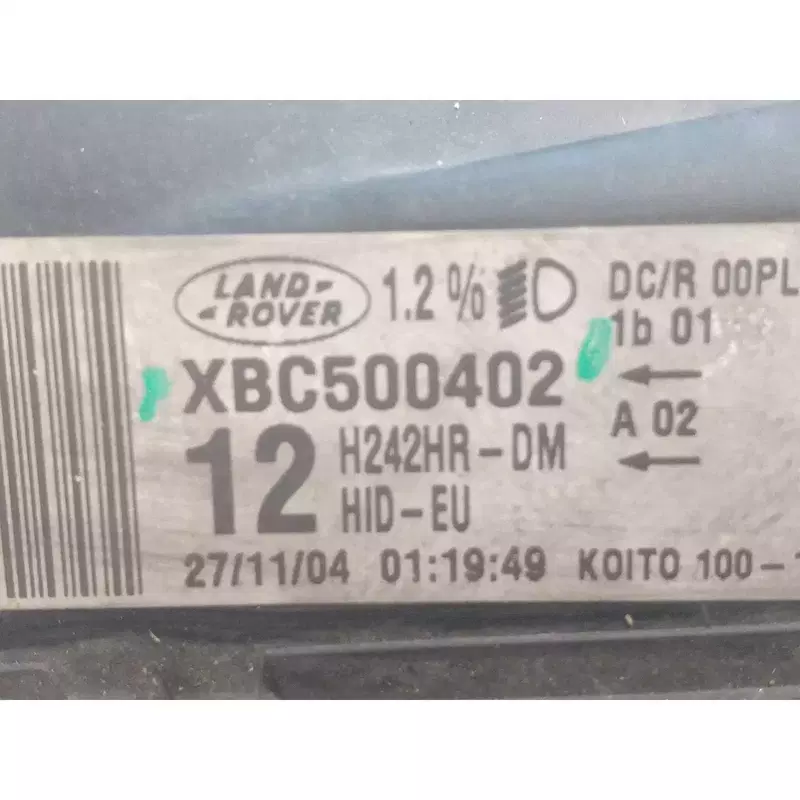 LAND ROVER 1.2% DC/R 00PL
1b 01
XBC500402
A 02
12 H242HR-DM
HID-EU
27/11/04 01:19:49 KOITO 100-